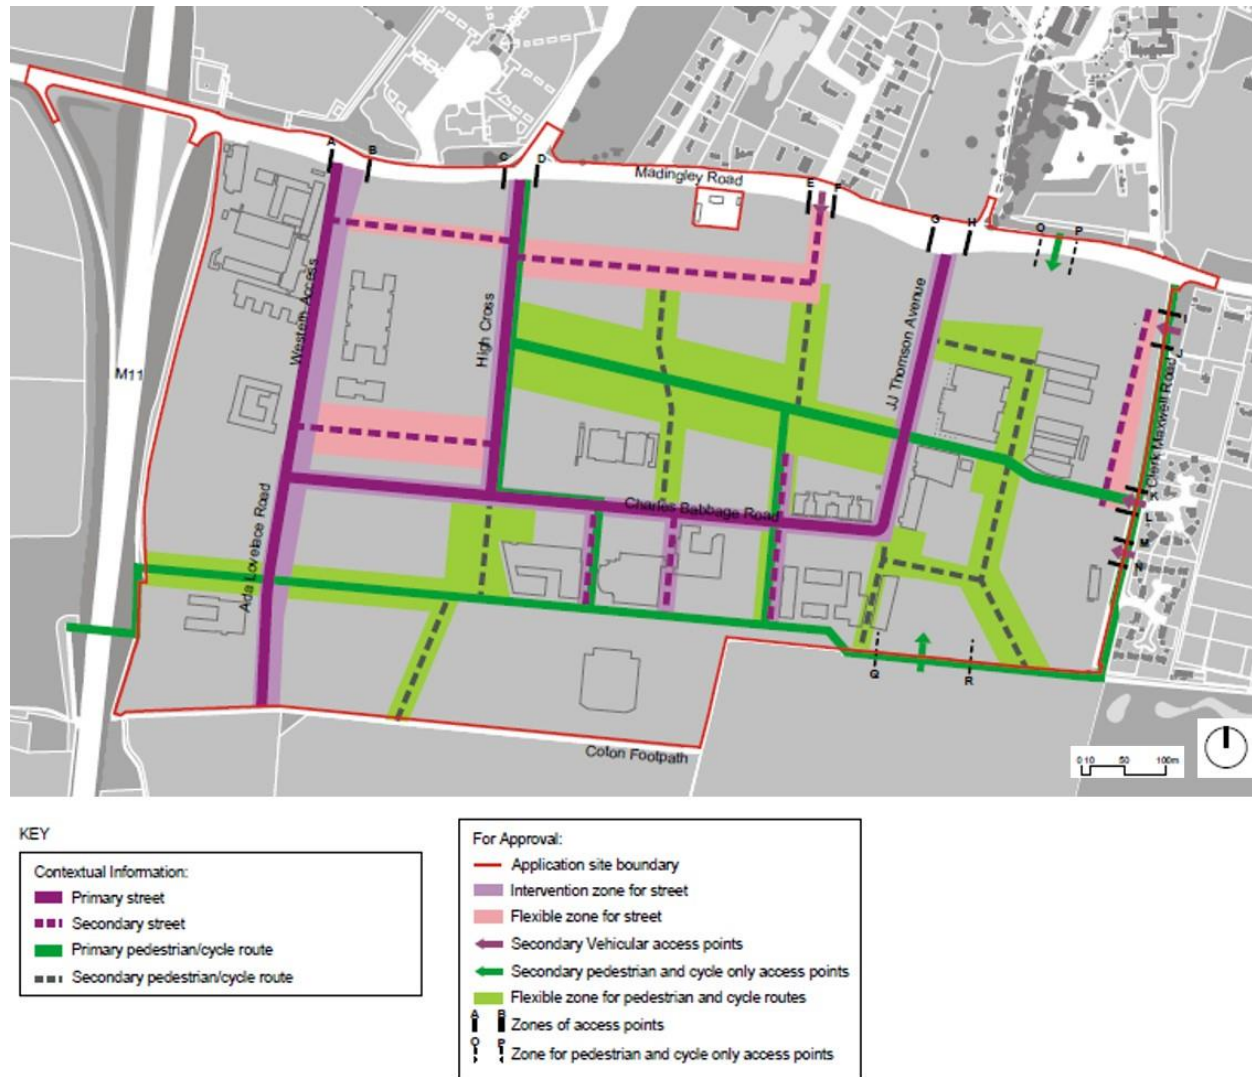 A
B
C
D
Madingley Road
E
F
G
H
O
P
I
J
Western Access
High Cross
JJ Thomson Avenue
M11
Clerk Maxwell Road
K
L
M
N
Ada Lovelace Road
Charles Babbage Road
Q
R
Coton Footpath
0 10 50 100m
KEY
Contextual Information:
Primary street
Secondary street
Primary pedestrian/cycle route
Secondary pedestrian/cycle route
For Approval:
Application site boundary
Intervention zone for street
Flexible zone for street
Secondary Vehicular access points
Secondary pedestrian and cycle only access points
Flexible zone for pedestrian and cycle routes
A B Zones of access points
O P Zone for pedestrian and cycle only access points